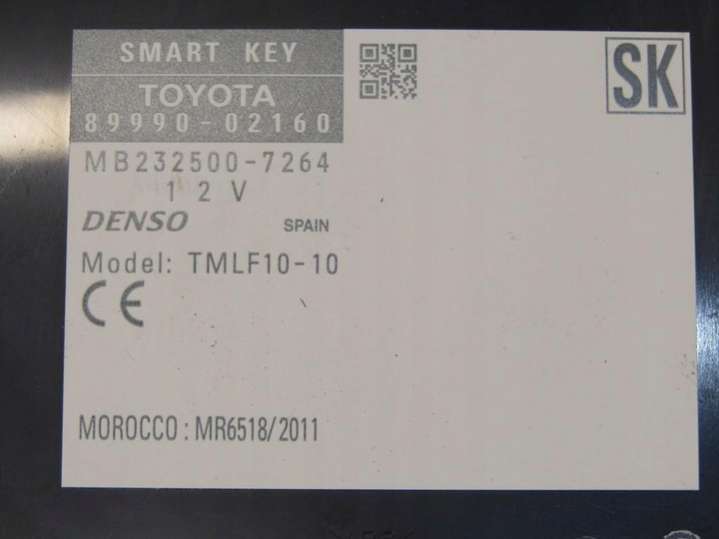 SMART KEY
TOYOTA
89990-02160
SK
MB232500-7264
12V
DENSO SPAIN
Model: TMLF10-10
CE
MOROCCO: MR6518/2011